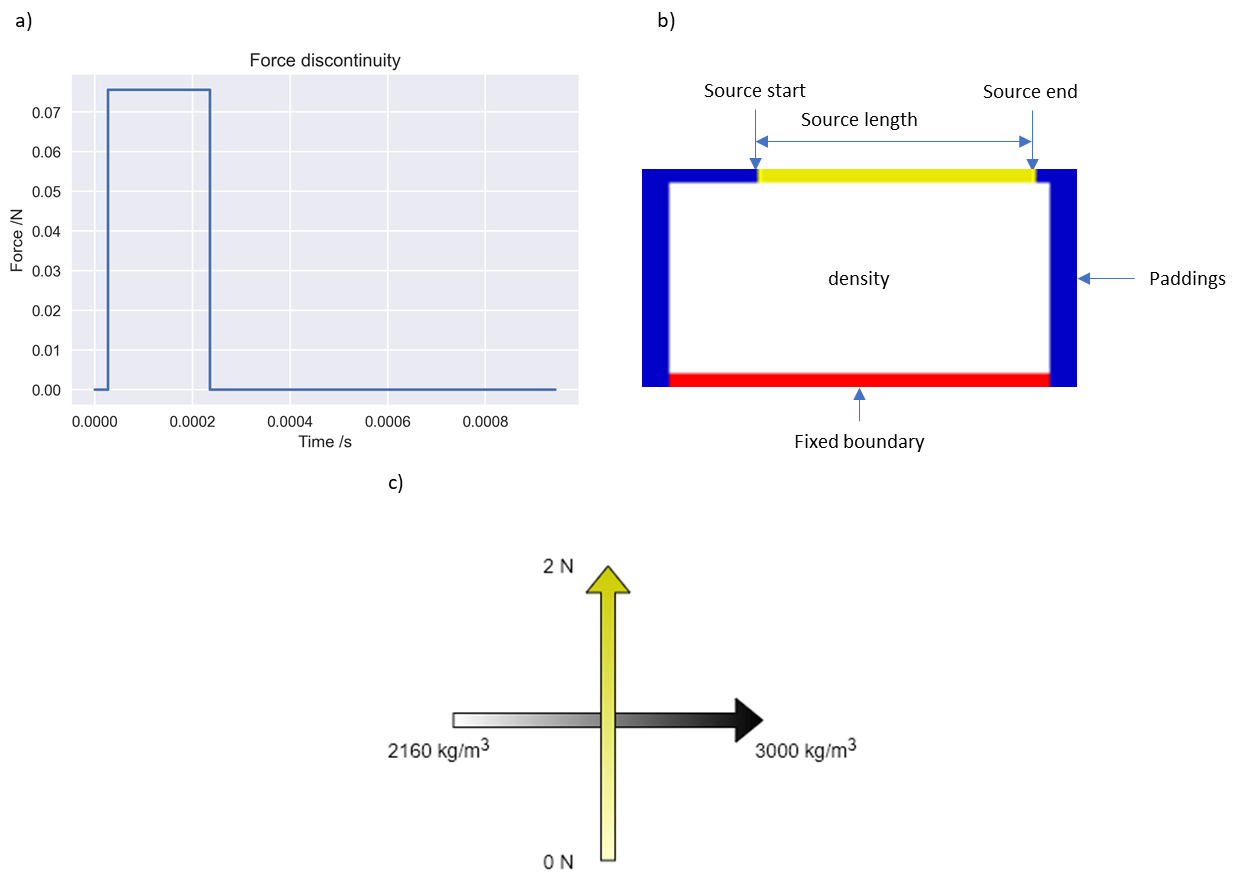 a)
Force discontinuity
Force /N
0.07
0.06
0.05
0.04
0.03
0.02
0.01
0.00
0.0000 0.0002 0.0004 0.0006 0.0008
Time /s
b)
Source start
Source end
Source length
density
Paddings
Fixed boundary
c)
2 N
2160 kg/m³
3000 kg/m³
0 N